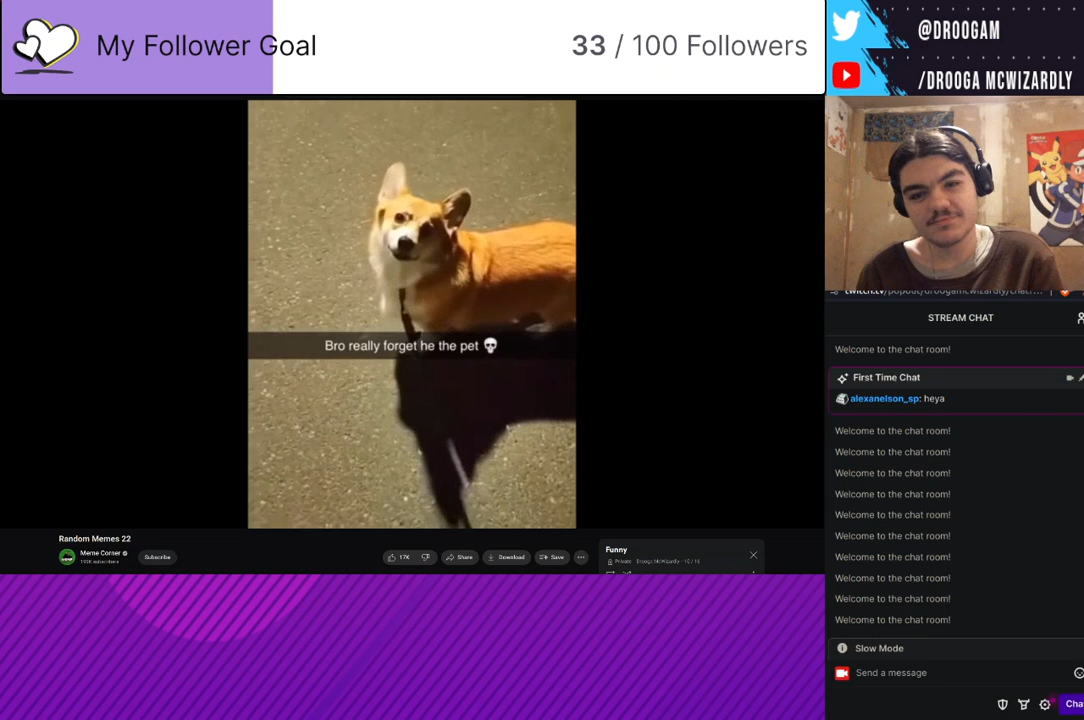 My Follower Goal
33 / 100 Followers
@DROOGAM
/DROOGA MCWIZARDLY
Bro really forget he the pet 💀
STREAM CHAT
Welcome to the chat room!
First Time Chat
alexanelson_sp: heya
Welcome to the chat room!
Welcome to the chat room!
Welcome to the chat room!
Welcome to the chat room!
Welcome to the chat room!
Welcome to the chat room!
Welcome to the chat room!
Welcome to the chat room!
Welcome to the chat room!
Welcome to the chat room!
Slow Mode
Send a message
Cha
Random Memes 22
Meme Corner
Subscribe
17K
Share
Download
Save
Funny
Private